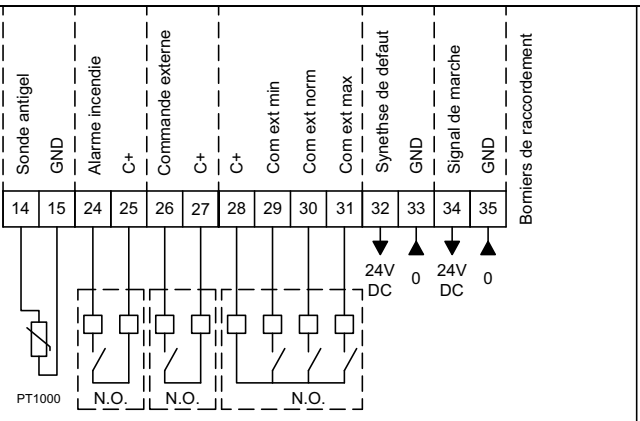 Sonde antigel
GND
Alarme incendie
C+
Commande externe
C+
C+
Com ext min
Com ext norm
Com ext max
Synethse de defaut
GND
Signal de marche
GND
Borniers de raccordement
14 15 24 25 26 27 28 29 30 31 32 33 34 35
24V
DC
0
24V
DC
0
PT1000
N.O.
N.O.
N.O.